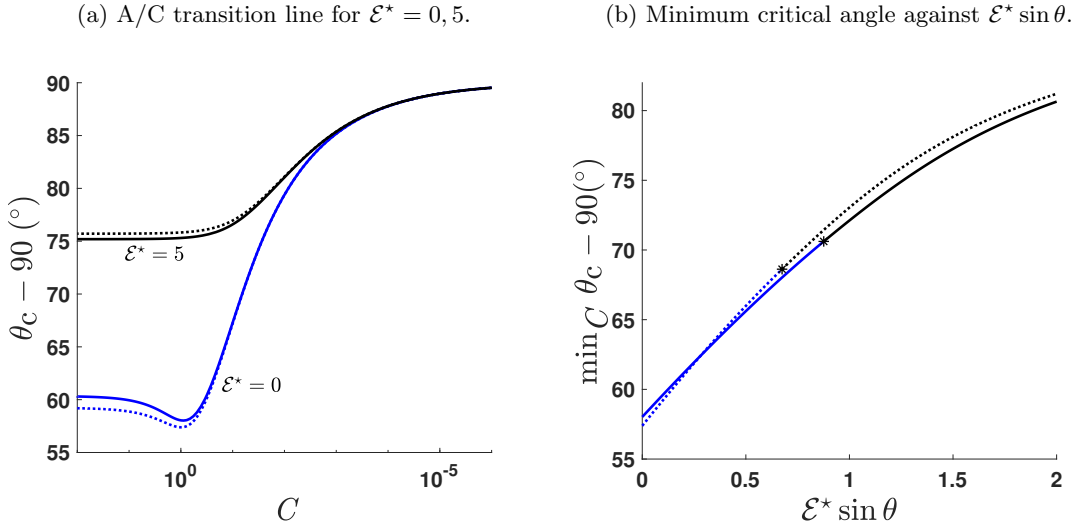 (a) A/C transition line for ℰ⋆ = 0, 5.
90
85
80
75
70
65
60
55
θc − 90 (°)
ℰ⋆ = 5
ℰ⋆ = 0
10⁰
10⁻⁵
C
(b) Minimum critical angle against ℰ⋆ sin θ.
80
75
70
65
60
55
min_C θc − 90(°)
0
0.5
1
1.5
2
ℰ⋆ sin θ